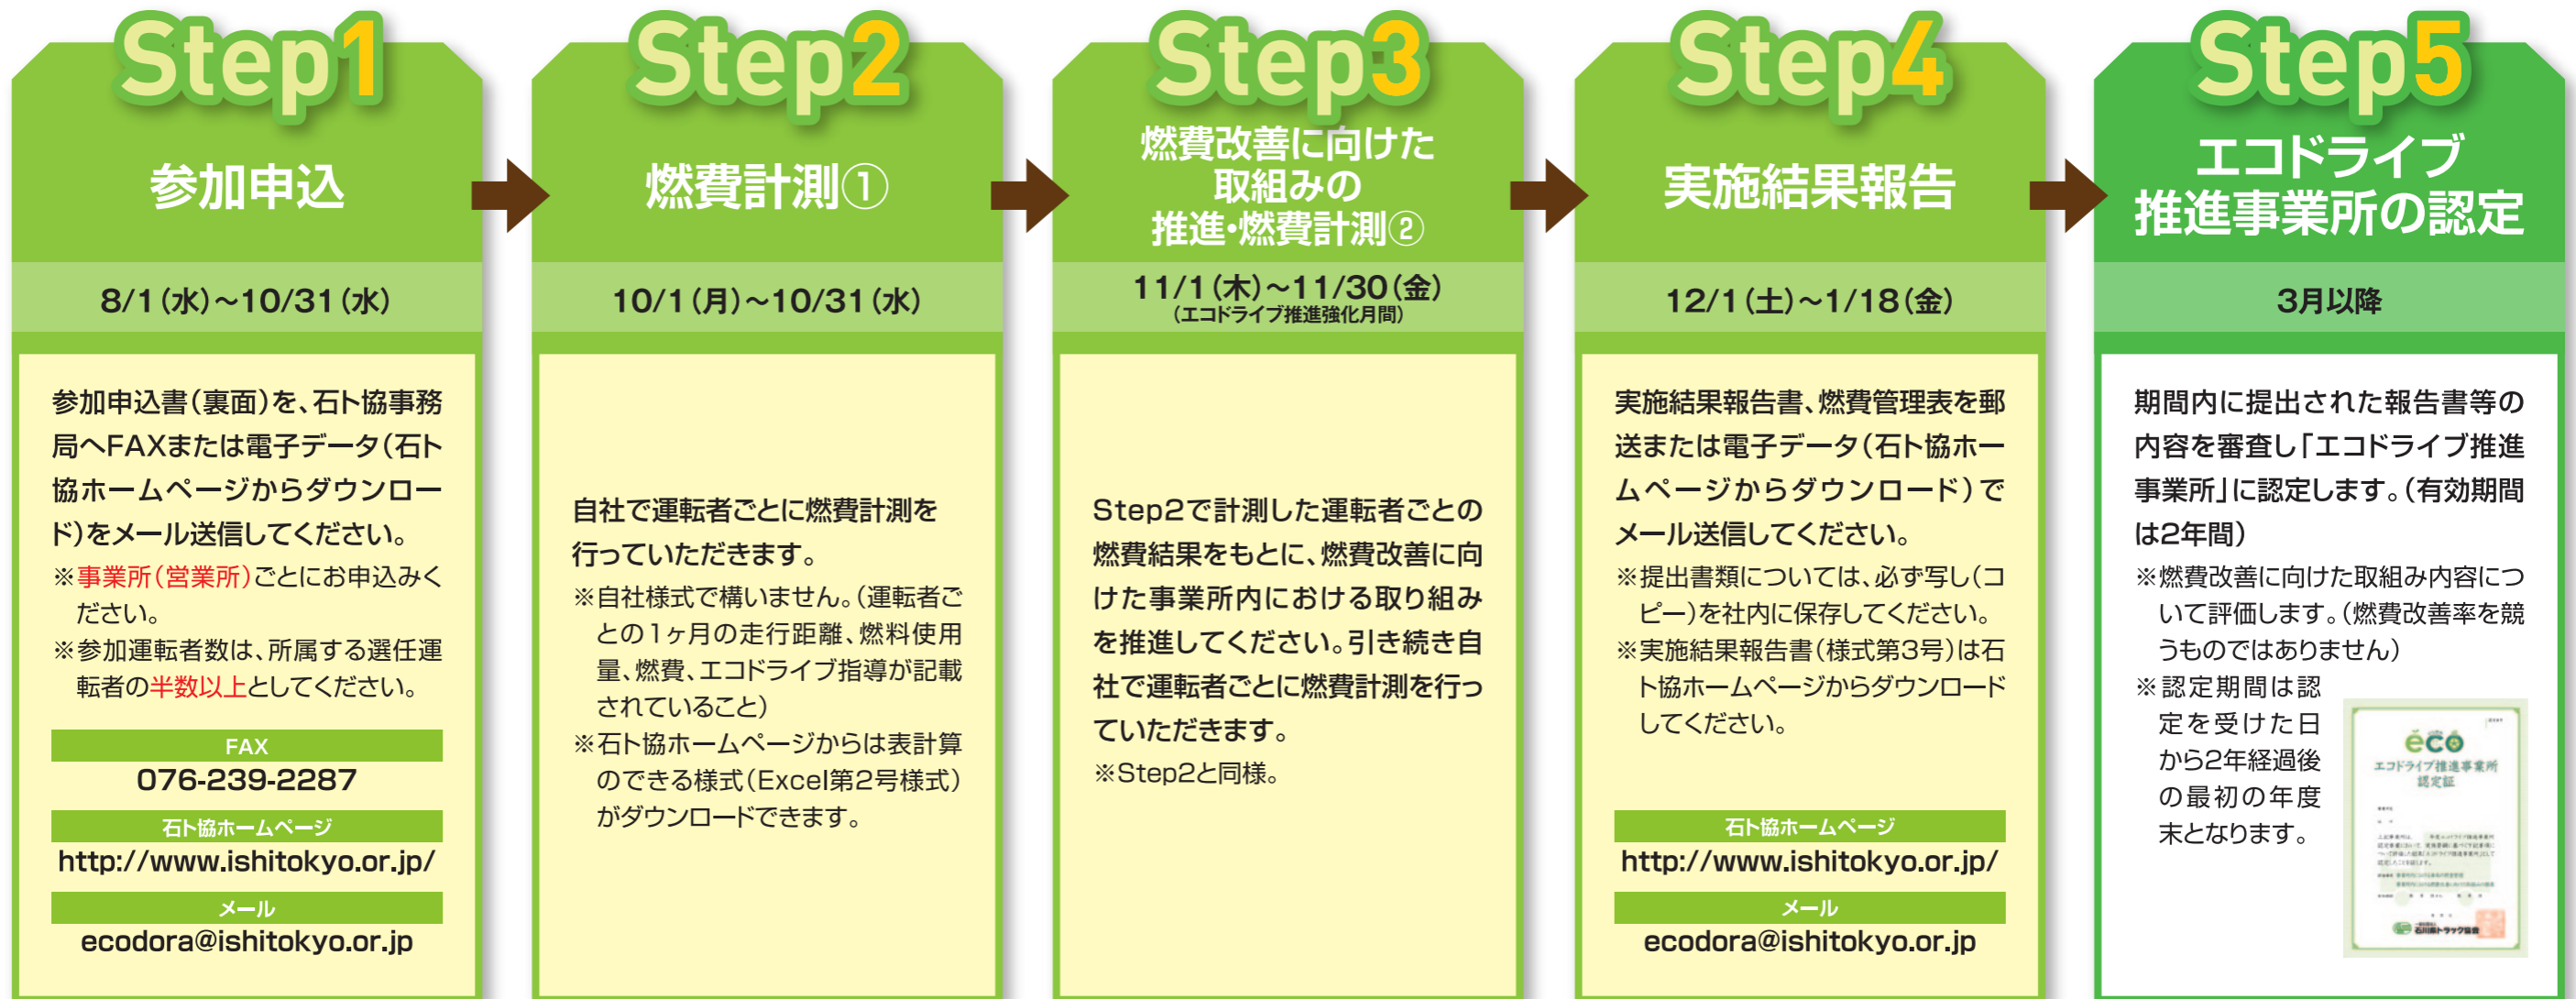 Step1
参加申込
8/1(水)～10/31(水)
参加申込書(裏面)を、石ト協事務
局へFAXまたは電子データ(石ト
協ホームページからダウンロー
ド)をメール送信してください。
※事業所(営業所)ごとにお申込みく
ださい。
※参加運転者数は、所属する選任運
転者の半数以上としてください。
FAX
076-239-2287
石ト協ホームページ
http://www.ishitokyo.or.jp/
メール
ecodora@ishitokyo.or.jp
Step2
燃費計測①
10/1(月)～10/31(水)
自社で運転者ごとに燃費計測を
行っていただきます。
※自社様式で構いません。(運転者ご
との1ヶ月の走行距離、燃料使用
量、燃費、エコドライブ指導が記載
されていること)
※石ト協ホームページからは表計算
のできる様式(Excel第2号様式)
がダウンロードできます。
Step3
燃費改善に向けた
取組みの
推進・燃費計測②
11/1(木)～11/30(金)
(エコドライブ推進強化月間)
Step2で計測した運転者ごとの
燃費結果をもとに、燃費改善に向
けた事業所内における取り組み
を推進してください。引き続き自
社で運転者ごとに燃費計測を行っ
ていただきます。
※Step2と同様。
Step4
実施結果報告
12/1(土)～1/18(金)
実施結果報告書、燃費管理表を郵
送または電子データ(石ト協ホー
ムページからダウンロード)で
メール送信してください。
※提出書類については、必ず写し(コ
ピー)を社内に保存してください。
※実施結果報告書(様式第3号)は石
ト協ホームページからダウンロード
してください。
石ト協ホームページ
http://www.ishitokyo.or.jp/
メール
ecodora@ishitokyo.or.jp
Step5
エコドライブ
推進事業所の認定
3月以降
期間内に提出された報告書等の
内容を審査し「エコドライブ推進
事業所」に認定します。(有効期間
は2年間)
※燃費改善に向けた取組み内容につ
いて評価します。(燃費改善率を競
うものではありません)
※認定期間は認
定を受けた日
から2年経過後
の最初の年度
末となります。
eco
エコドライブ推進事業所
認定証
石川県トラック協会